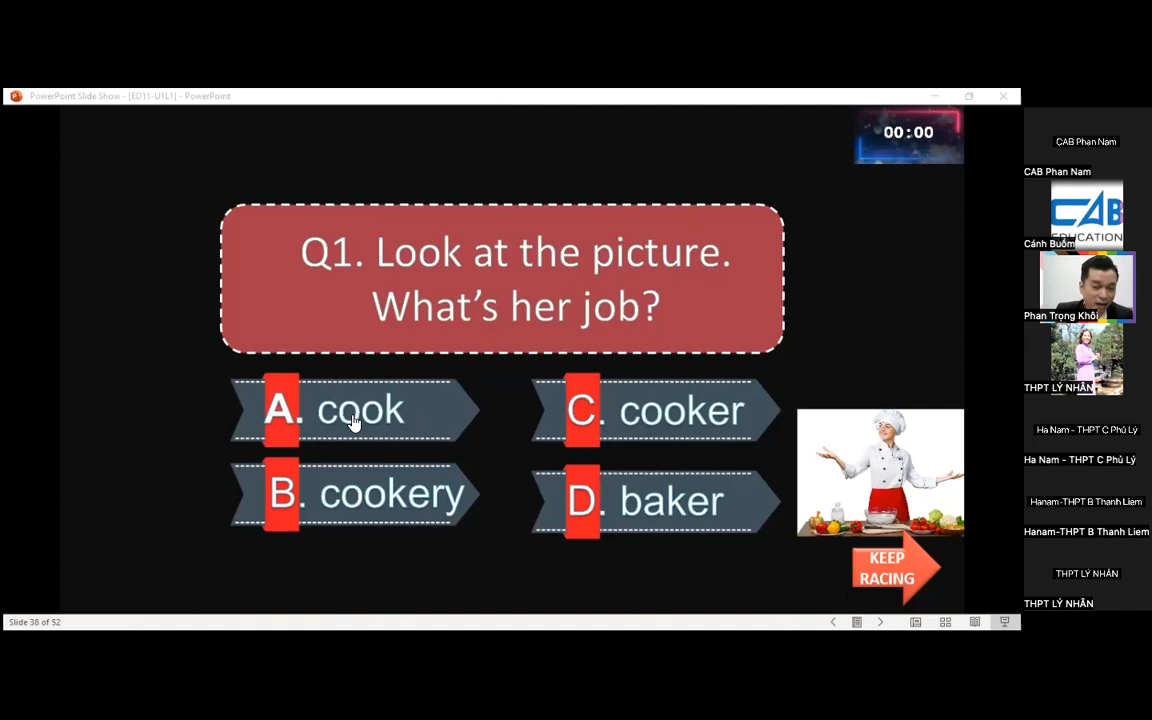 PowerPoint Slide Show - [ED11-U1L1] - PowerPoint
00:00
Q1. Look at the picture.
What's her job?
A. cook
C. cooker
B. cookery
D. baker
KEEP
RACING
Slide 38 of 52
CAB Phan Nam
CAB Phan Nam
CAB
EDUCATION
Cánh Buồm
Phan Trọng Khôi
THPT LÝ NHÂN
Ha Nam - THPT C Phủ Lý
Ha Nam - THPT C Phủ Lý
Hanam-THPT B Thanh Liem
Hanam-THPT B Thanh Liem
THPT LÝ NHÂN
THPT LÝ NHÂN